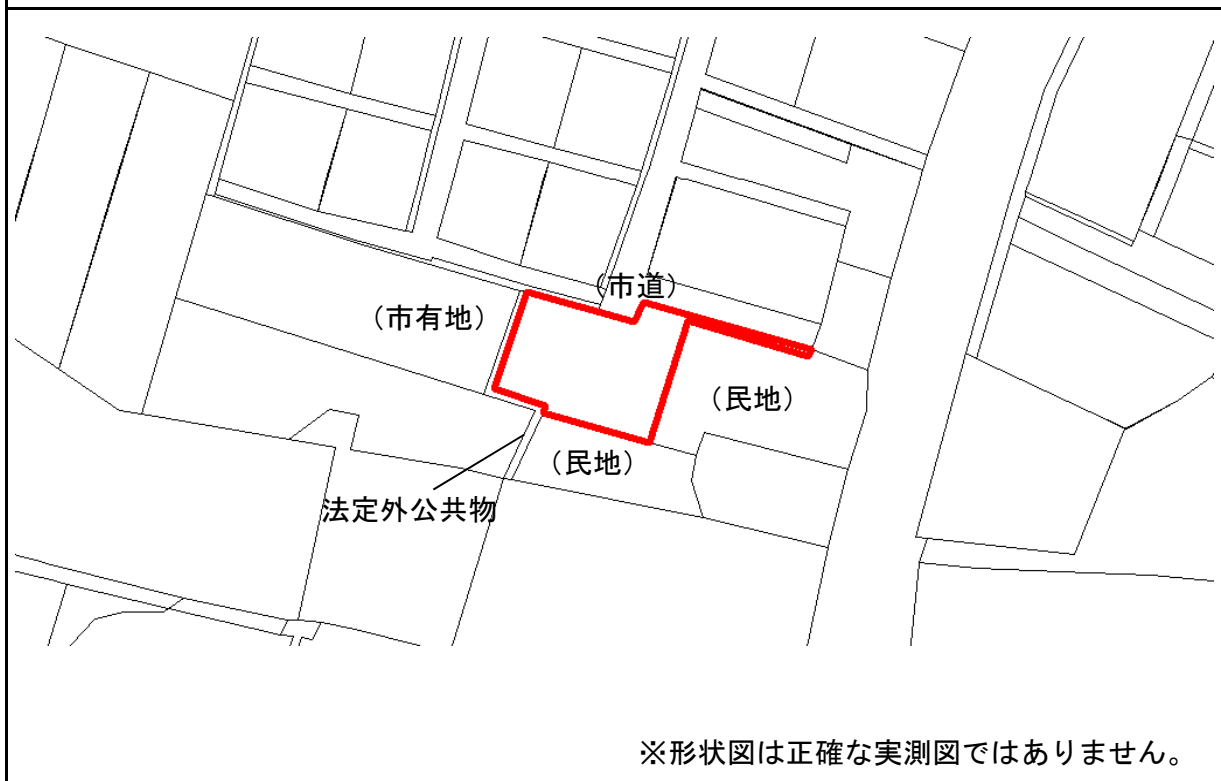 （市道）
（市有地）
（民地）
（民地）
法定外公共物
※形状図は正確な実測図ではありません。